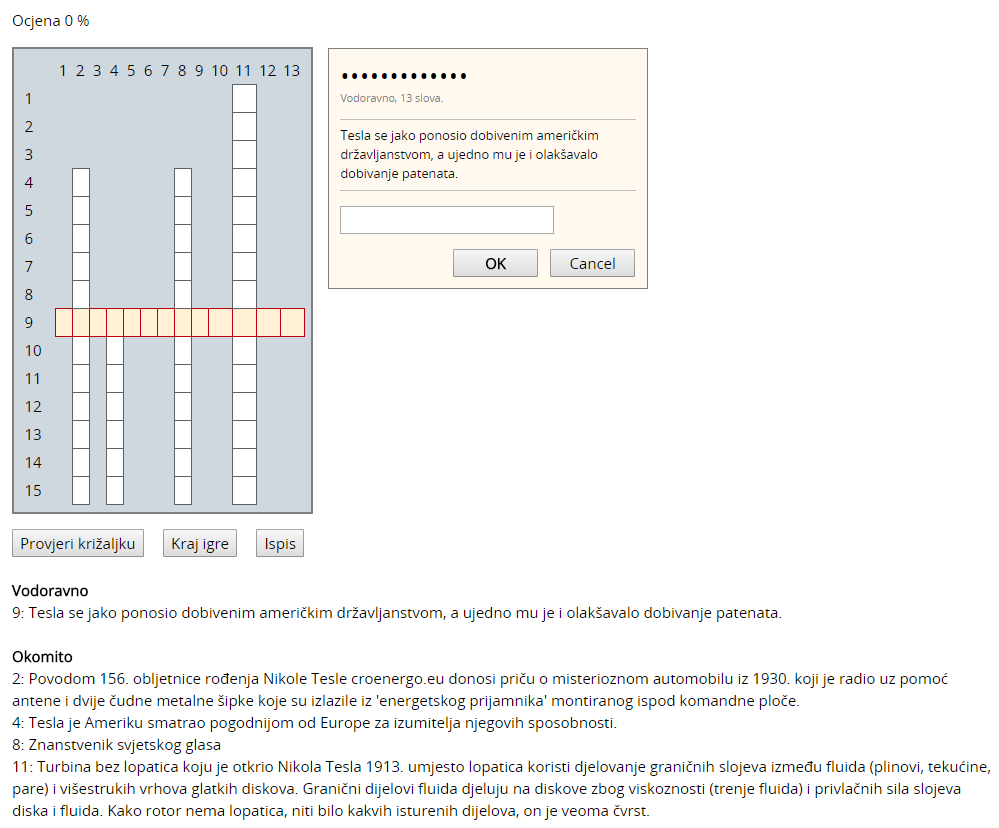 Ocjena 0 %
1 2 3 4 5 6 7 8 9 10 11 12 13
1
2
3
4
5
6
7
8
9
10
11
12
13
14
15
•••••••••••••
Vodoravno, 13 slova.
Tesla se jako ponosio dobivenim američkim
državljanstvom, a ujedno mu je i olakšavalo
dobivanje patenata.
OK Cancel
Provjeri križaljku Kraj igre Ispis
Vodoravno
9: Tesla se jako ponosio dobivenim američkim državljanstvom, a ujedno mu je i olakšavalo dobivanje patenata.
Okomito
2: Povodom 156. obljetnice rođenja Nikole Tesle croenergo.eu donosi priču o misterioznom automobilu iz 1930. koji je radio uz pomoć
antene i dvije čudne metalne šipke koje su izlazile iz 'energetskog prijamnika' montiranog ispod komandne ploče.
4: Tesla je Ameriku smatrao pogodnijom od Europe za izumitelja njegovih sposobnosti.
8: Znanstvenik svjetskog glasa
11: Turbina bez lopatica koju je otkrio Nikola Tesla 1913. umjesto lopatica koristi djelovanje graničnih slojeva između fluida (plinovi, tekućine,
pare) i višestrukih vrhova glatkih diskova. Granični dijelovi fluida djeluju na diskove zbog viskoznosti (trenje fluida) i privlačnih sila slojeva
diska i fluida. Kako rotor nema lopatica, niti bilo kakvih isturenih dijelova, on je veoma čvrst.